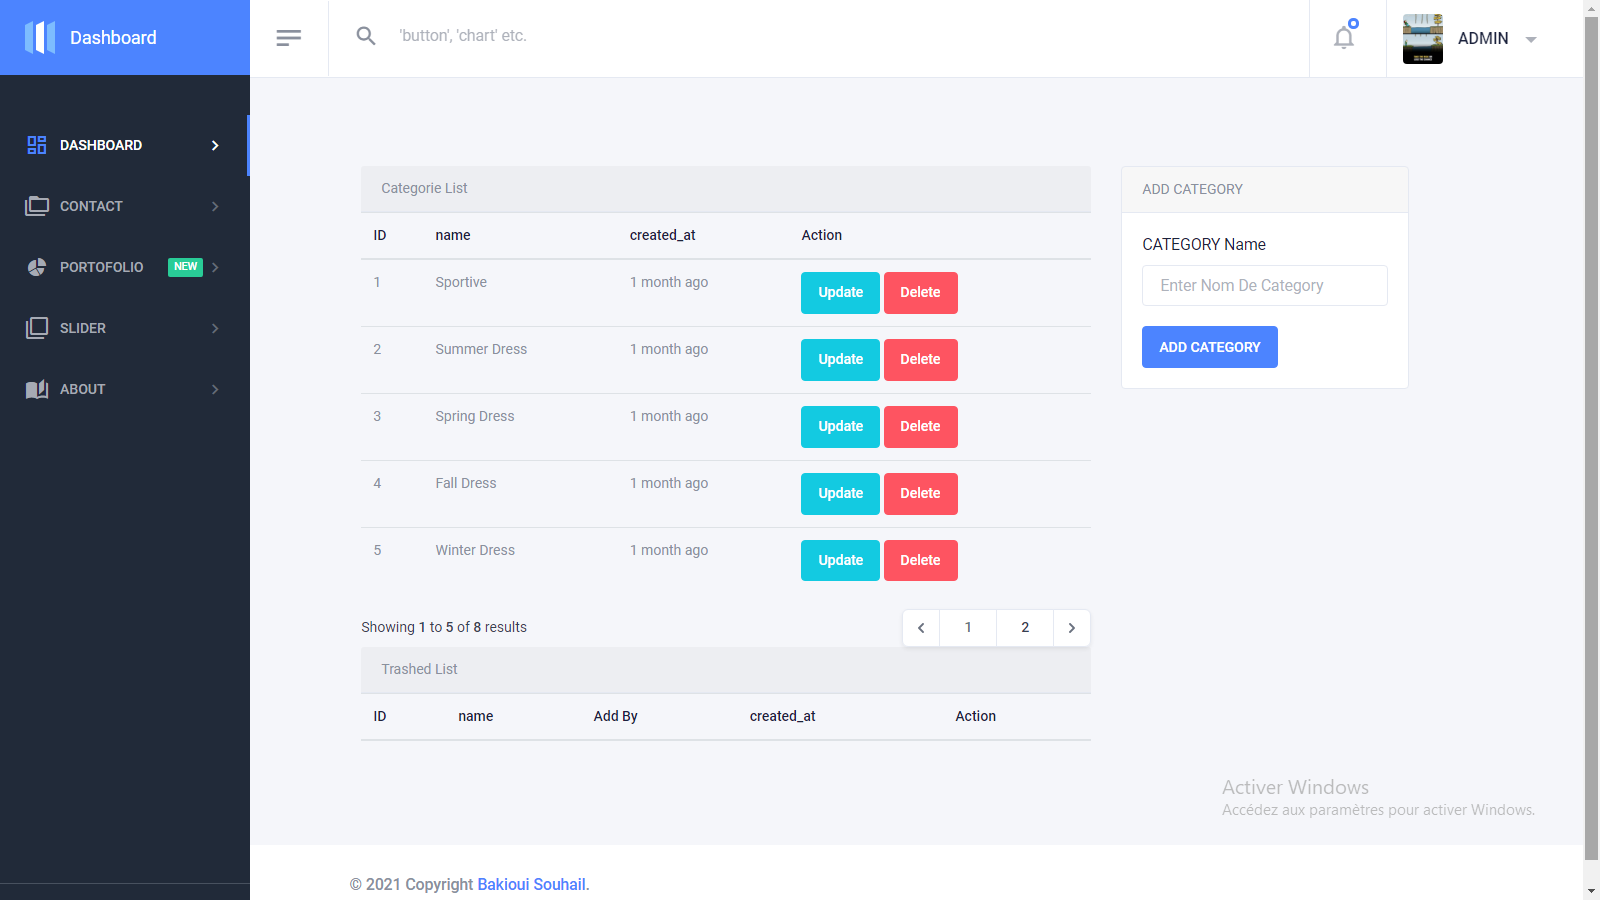 Dashboard
'button', 'chart' etc.
ADMIN
DASHBOARD
CONTACT
PORTOFOLIO NEW
SLIDER
ABOUT
Categorie List
ID name created_at Action
1 Sportive 1 month ago Update Delete
2 Summer Dress 1 month ago Update Delete
3 Spring Dress 1 month ago Update Delete
4 Fall Dress 1 month ago Update Delete
5 Winter Dress 1 month ago Update Delete
Showing 1 to 5 of 8 results
1 2
Trashed List
ID name Add By created_at Action
ADD CATEGORY
CATEGORY Name
Enter Nom De Category
ADD CATEGORY
Activer Windows
Accédez aux paramètres pour activer Windows.
© 2021 Copyright Bakioui Souhail.